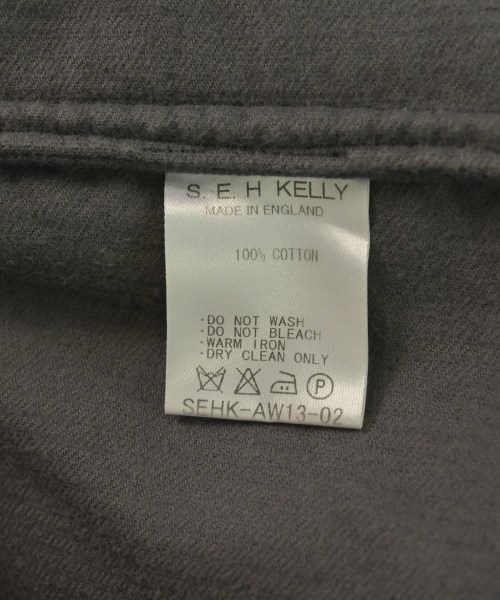 S. E. H KELLY
MADE IN ENGLAND
100% COTTON
·DO NOT WASH
·DO NOT BLEACH
·WARM IRON
·DRY CLEAN ONLY
P
SEHK-AW13-02